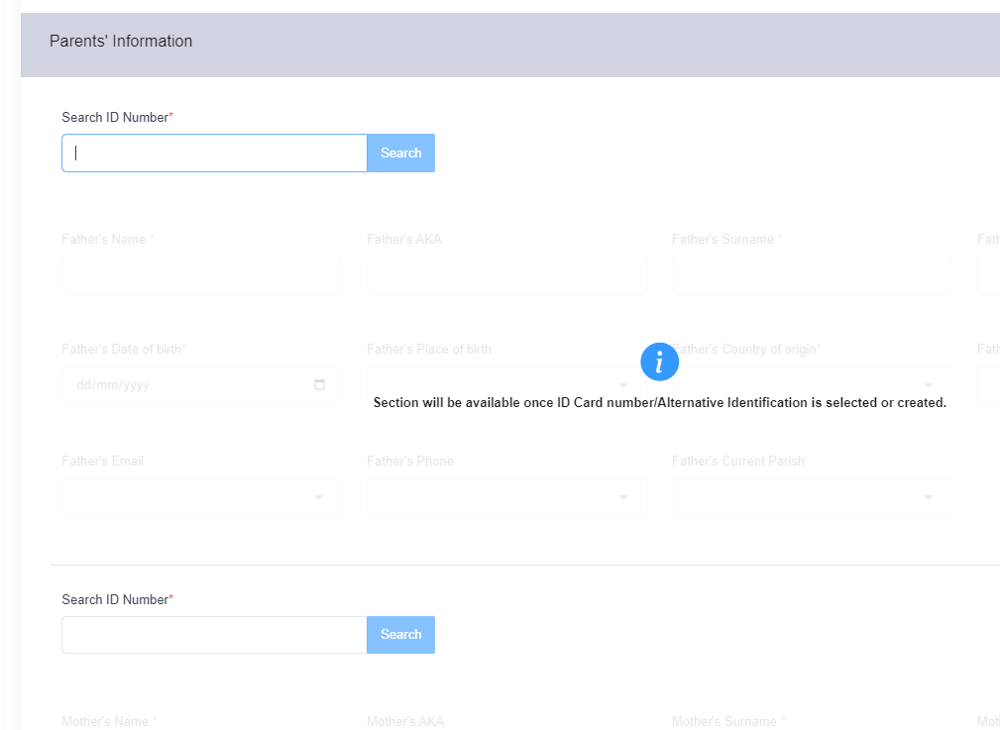 Parents' Information
Search ID Number*
Search
Father's Name * Father's AKA Father's Surname * Fath
Father's Date of birth* Father's Place of birth Father's Country of origin* Fath
dd/mm/yyyy
i
Section will be available once ID Card number/Alternative Identification is selected or created.
Father's Email Father's Phone Father's Current Parish
Search ID Number*
Search
Mother's Name * Mother's AKA Mother's Surname * Moth